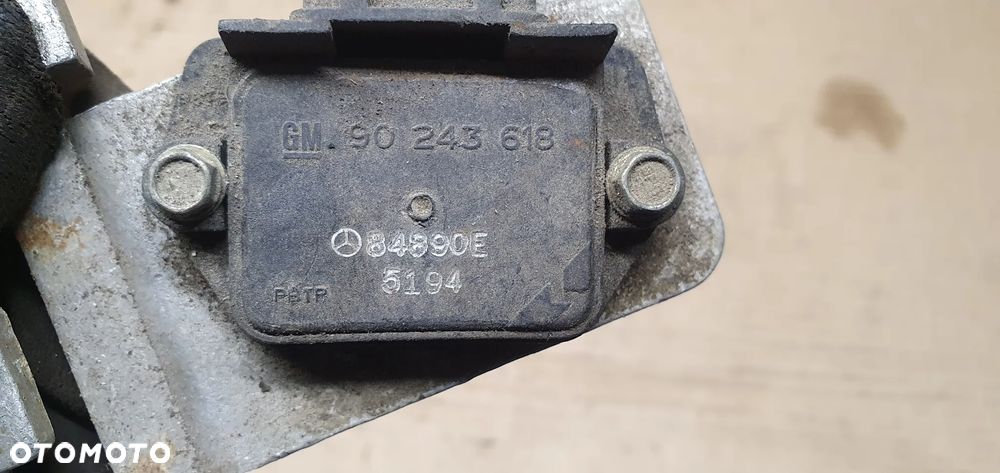 GM. 90 243 618
84890E
5194
PBTP
OTOMOTO